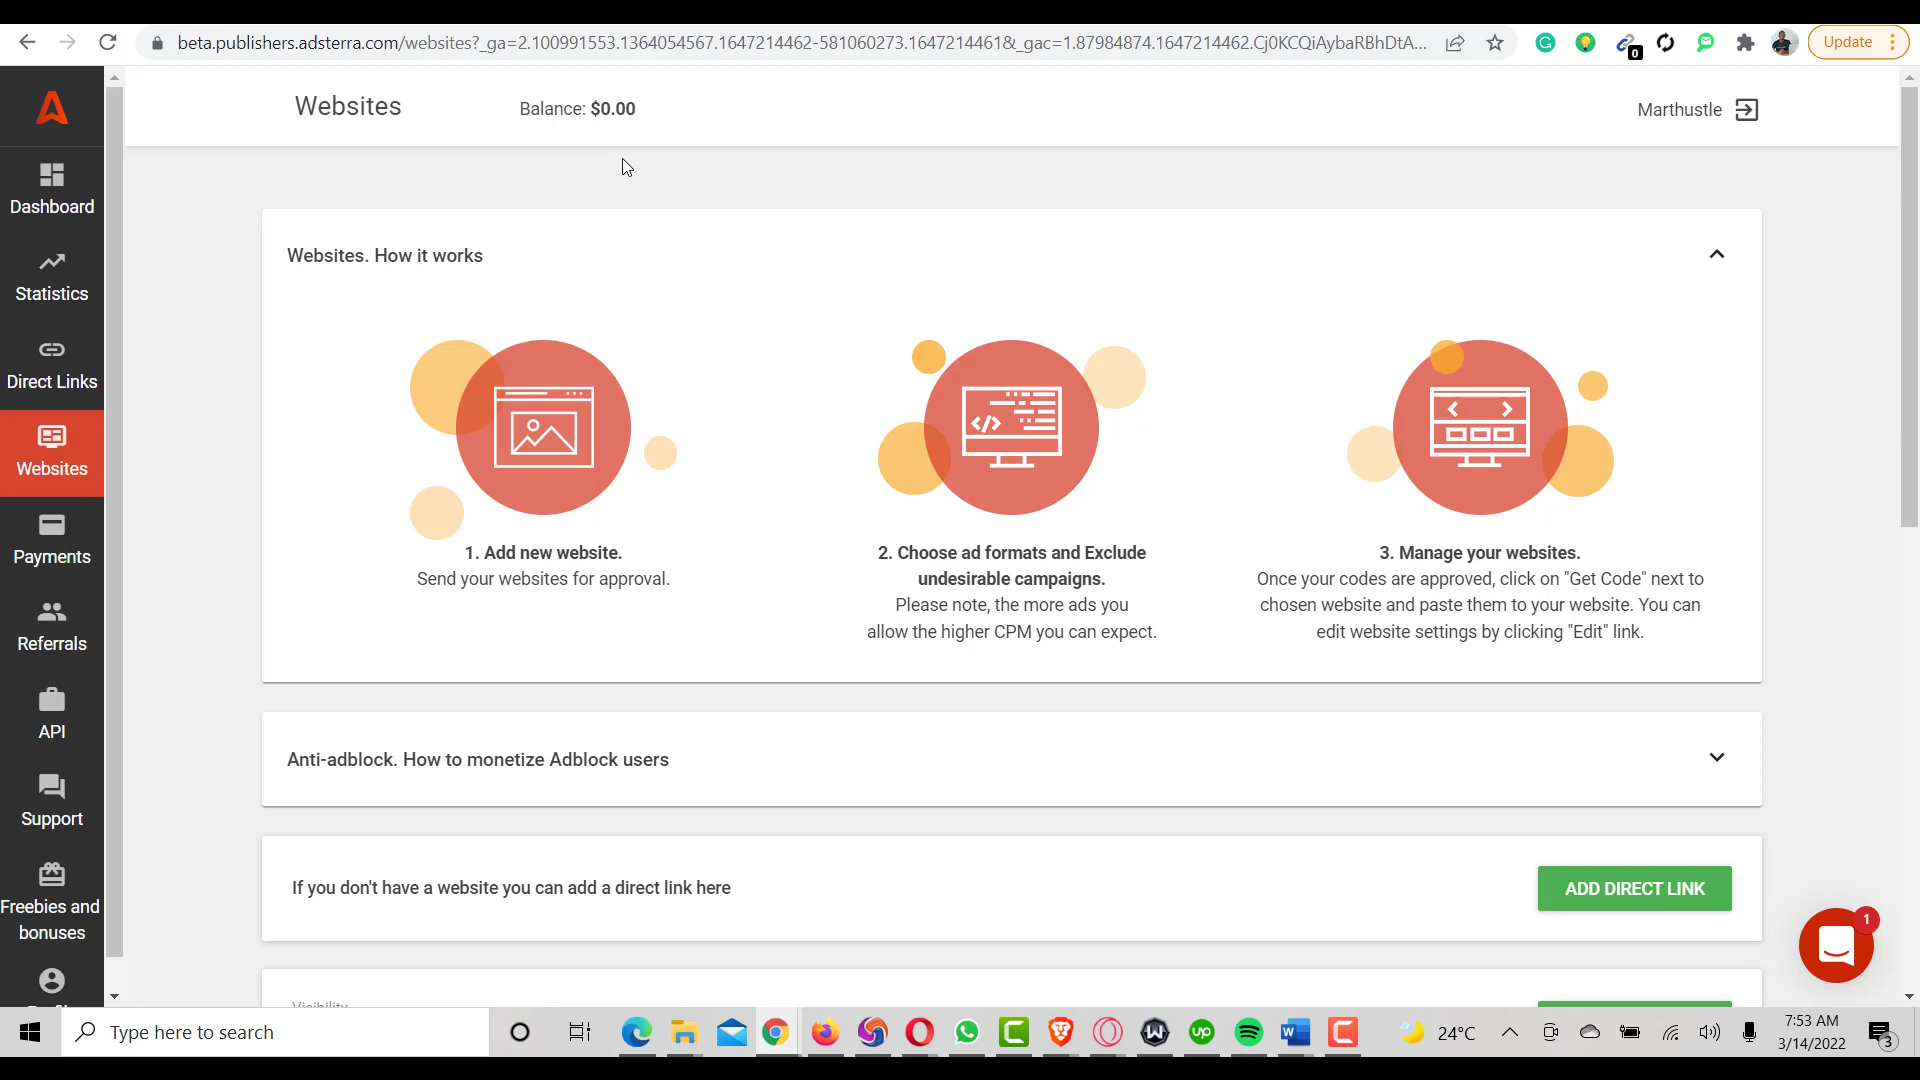 beta.publishers.adsterra.com/websites?_ga=2.100991553.1364054567.1647214462-581060273.1647214461&_gac=1.87984874.1647214462.Cj0KCQiAybaRBhDtA...
0
Update
Websites
Balance: $0.00
Marthustle
Dashboard
Statistics
Direct Links
Websites
Payments
Referrals
API
Support
Freebies and
bonuses
Websites. How it works
1. Add new website.
Send your websites for approval.
2. Choose ad formats and Exclude
undesirable campaigns.
Please note, the more ads you
allow the higher CPM you can expect.
3. Manage your websites.
Once your codes are approved, click on "Get Code" next to
chosen website and paste them to your website. You can
edit website settings by clicking "Edit" link.
Anti-adblock. How to monetize Adblock users
If you don't have a website you can add a direct link here
ADD DIRECT LINK
1
Visibility
Type here to search
24°C
7:53 AM
3/14/2022
3